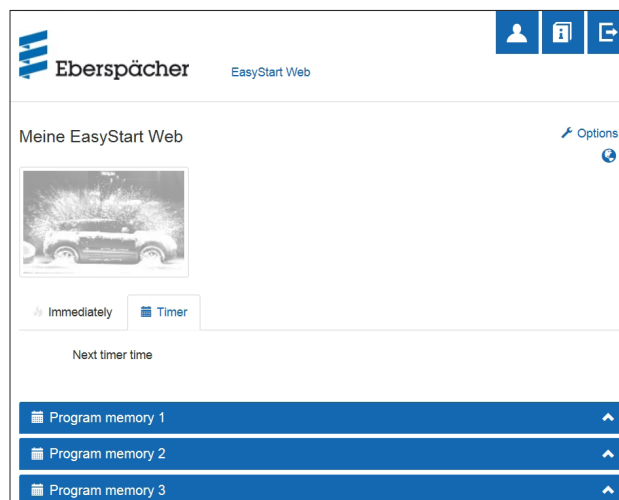 Eberspächer
EasyStart Web
Meine EasyStart Web
Options
Immediately
Timer
Next timer time
Program memory 1
Program memory 2
Program memory 3